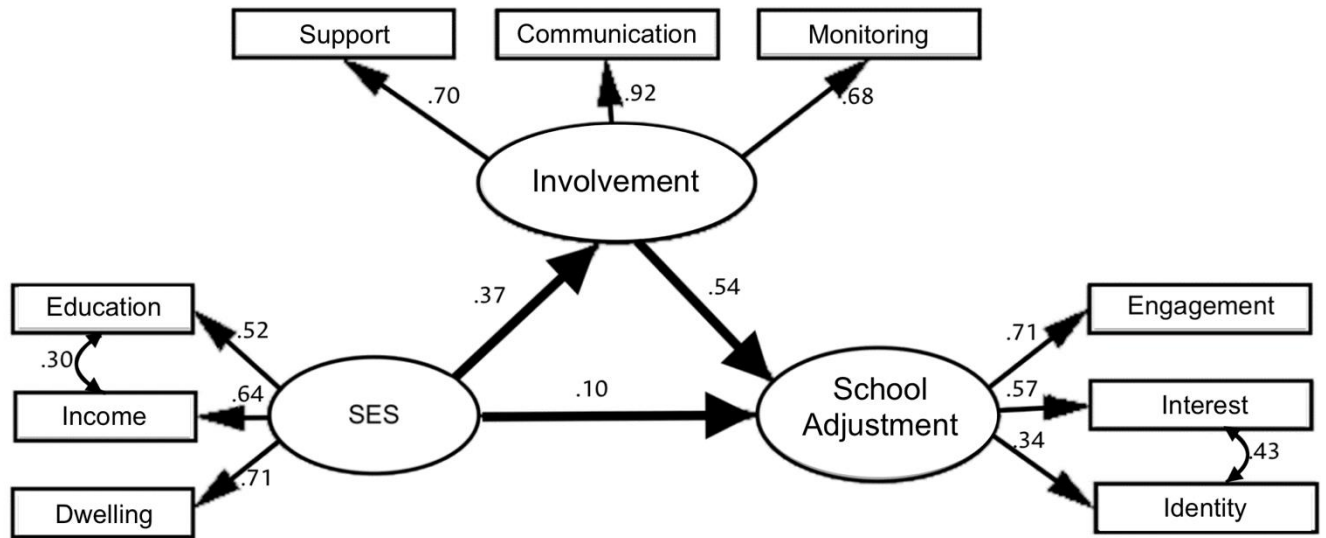 Support
Communication
Monitoring
.70
.92
.68
Involvement
.37
.54
Education
.52
.30
Income
.64
SES
.10
Dwelling
.71
School
Adjustment
.71
Engagement
.57
Interest
.34
.43
Identity